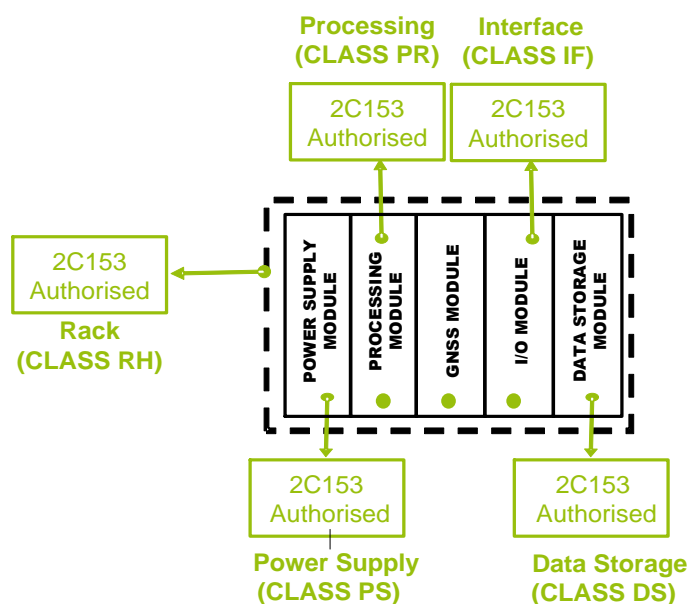 Processing
(CLASS PR)
Interface
(CLASS IF)
2C153
Authorised
2C153
Authorised
2C153
Authorised
Rack
(CLASS RH)
POWER SUPPLY
MODULE
PROCESSING
MODULE
GNSS MODULE
I/O MODULE
DATA STORAGE
MODULE
2C153
Authorised
Power Supply
(CLASS PS)
2C153
Authorised
Data Storage
(CLASS DS)